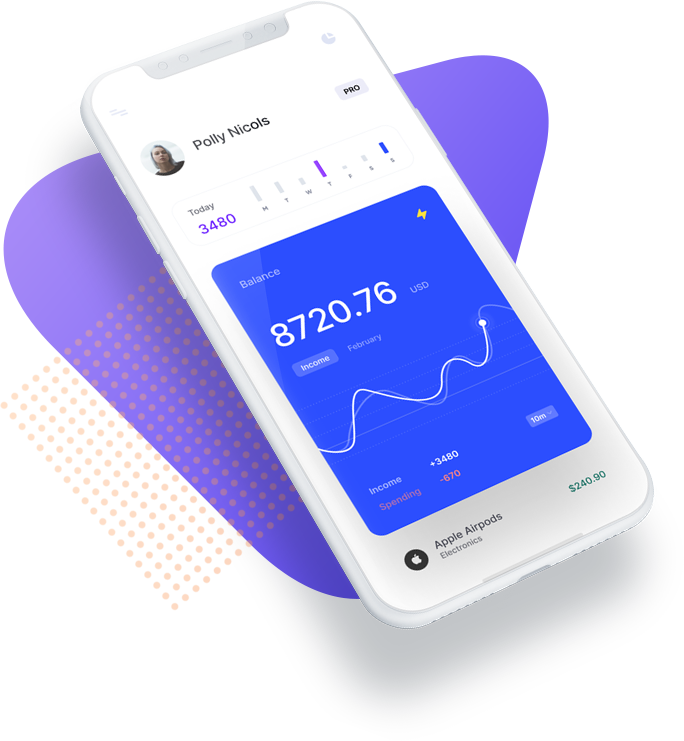 PRO
Polly Nicols
Today
3480
M T W T F S S
Balance
8720.76 USD
Income February
10m
Income +3480
Spending -670
Apple Airpods $240.90
Electronics